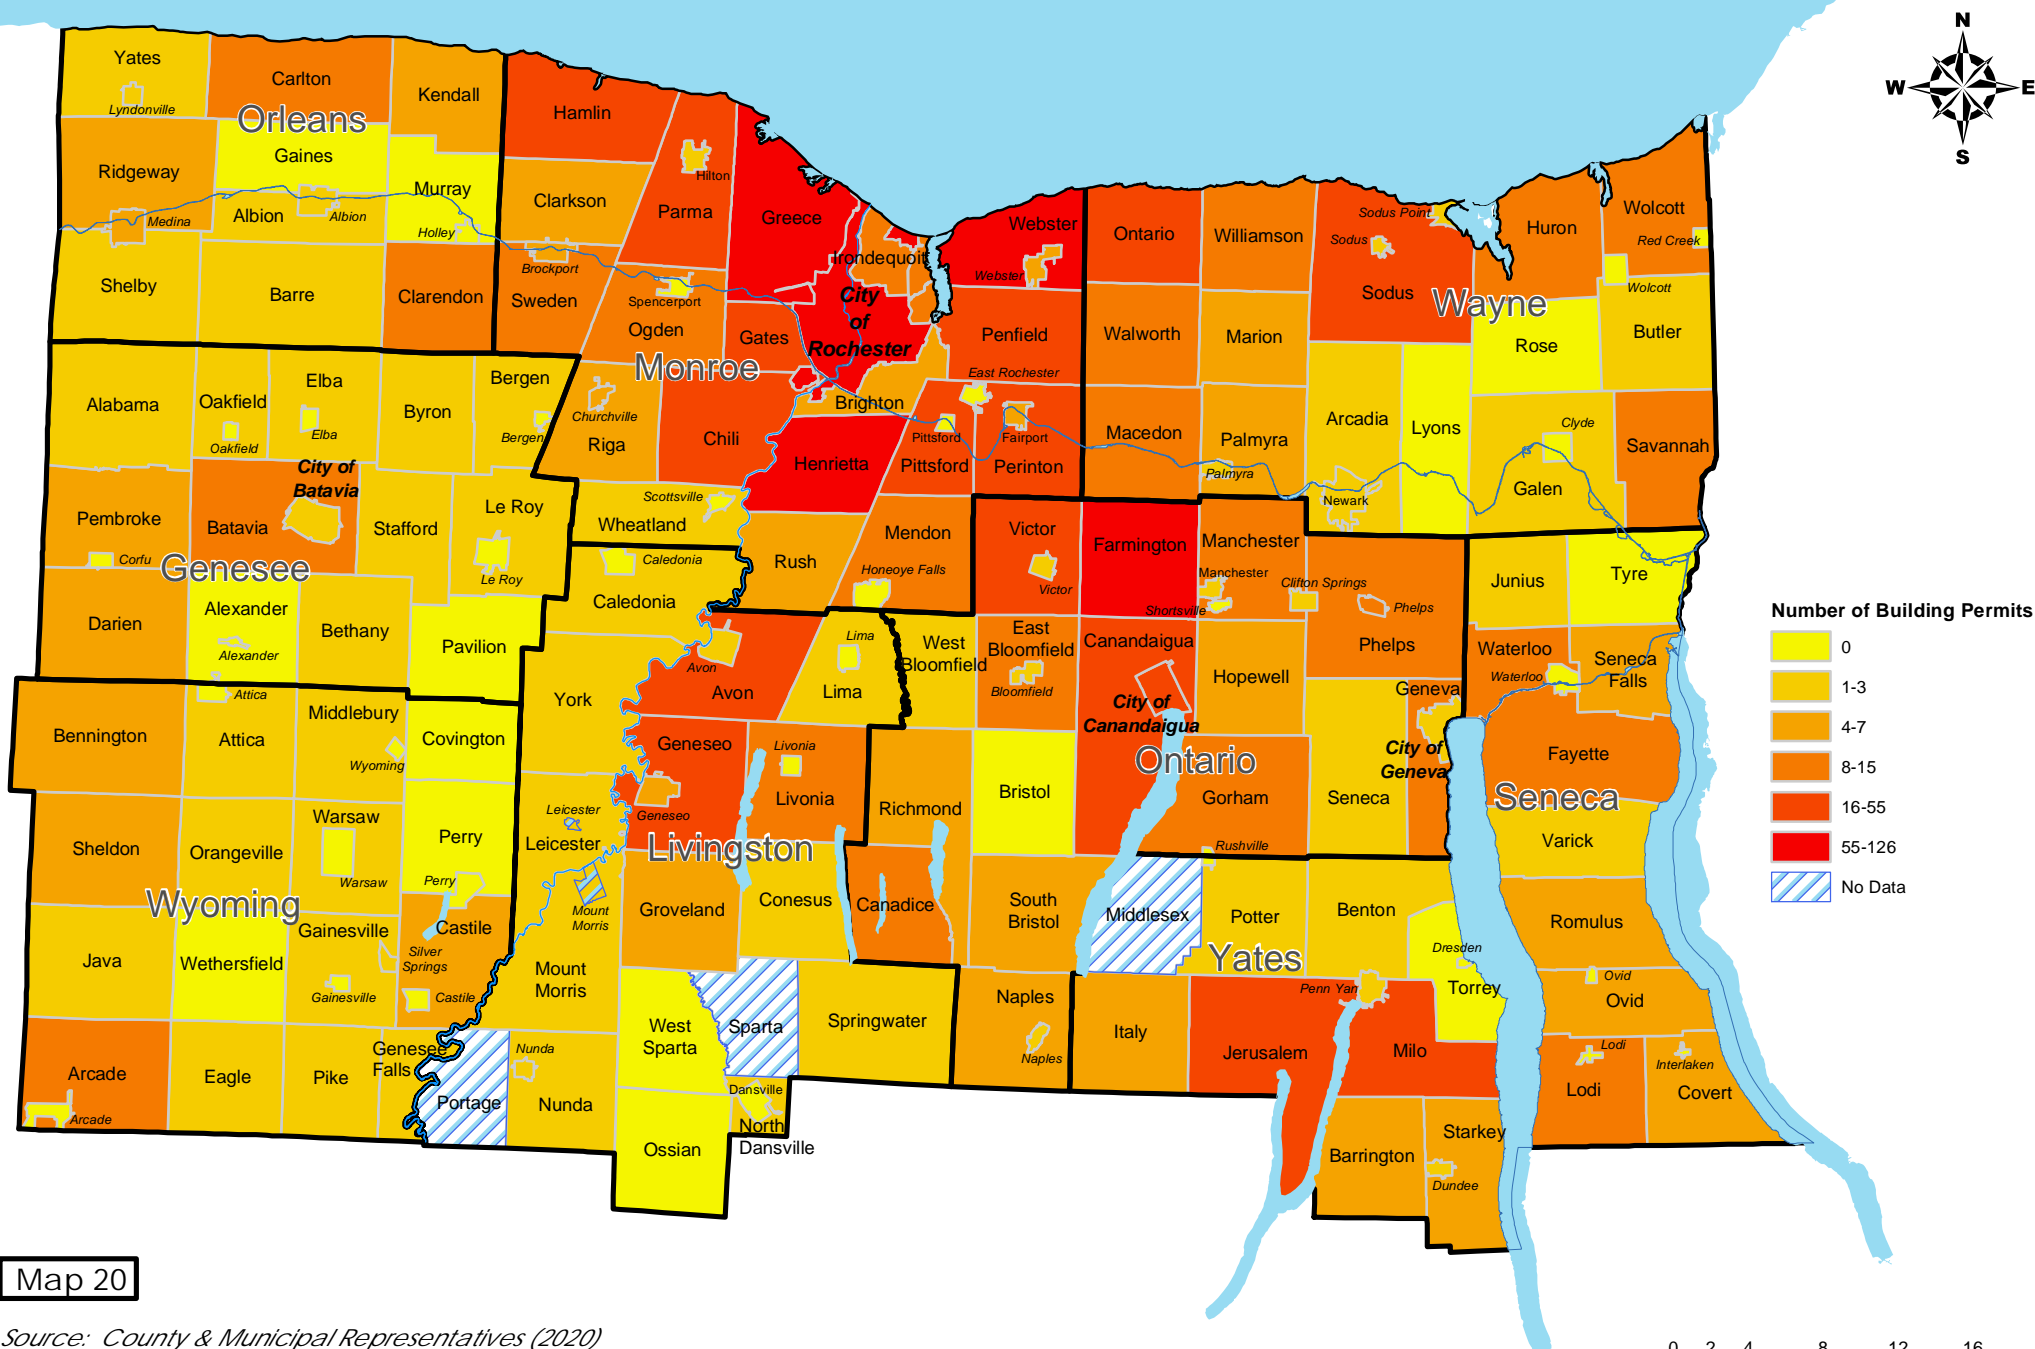 N
W
E
S
Yates
Lyndonville
Carlton
Kendall
Orleans
Gaines
Ridgeway
Murray
Medina
Albion
Albion
Holley
Shelby
Barre
Clarendon
Hamlin
Hilton
Parma
Clarkson
Greece
Brockport
Sweden
Spencerport
Ogden
Irondequoit
City
of
Rochester
Gates
Monroe
Webster
Webster
Penfield
East Rochester
Brighton
Churchville
Riga
Chili
Henrietta
Pittsford
Pittsford
Fairport
Perinton
Scottsville
Wheatland
Rush
Mendon
Honeoye Falls
Ontario
Williamson
Sodus Point
Sodus
Sodus
Huron
Wolcott
Red Creek
Wolcott
Wayne
Walworth
Marion
Rose
Butler
Macedon
Palmyra
Palmyra
Arcadia
Lyons
Newark
Clyde
Galen
Savannah
Alabama
Oakfield
Oakfield
Elba
Elba
Byron
Bergen
Bergen
City of
Batavia
Batavia
Pembroke
Corfu
Stafford
Le Roy
Le Roy
Genesee
Darien
Alexander
Alexander
Bethany
Pavilion
Bennington
Attica
Attica
Middlebury
Wyoming
Covington
Sheldon
Orangeville
Warsaw
Warsaw
Perry
Perry
Wyoming
Java
Wethersfield
Gainesville
Gainesville
Silver
Springs
Castile
Castile
Arcade
Arcade
Eagle
Pike
Genesee
Falls
Caledonia
Caledonia
York
Avon
Avon
Lima
Lima
Geneseo
Geneseo
Livonia
Livonia
Leicester
Leicester
Livingston
Mount
Morris
Mount
Morris
Groveland
Conesus
Portage
Nunda
Nunda
West
Sparta
Sparta
Springwater
Ossian
Dansville
North
Dansville
Victor
Victor
Farmington
Manchester
Manchester
Shortsville
Clifton Springs
Phelps
Phelps
West
Bloomfield
East
Bloomfield
Bloomfield
Canandaigua
City of
Canandaigua
Hopewell
Geneva
City of
Geneva
Ontario
Richmond
Bristol
Gorham
Seneca
Rushville
Canadice
South
Bristol
Naples
Naples
Middlesex
Potter
Benton
Yates
Dresden
Torrey
Penn Yan
Italy
Jerusalem
Milo
Barrington
Starkey
Dundee
Junius
Tyre
Waterloo
Waterloo
Seneca
Falls
Fayette
Seneca
Varick
Romulus
Ovid
Ovid
Lodi
Lodi
Interlaken
Covert
Number of Building Permits
0
1-3
4-7
8-15
16-55
55-126
No Data
Map 20
Source: County & Municipal Representatives (2020)
0 2 4 8 12 16